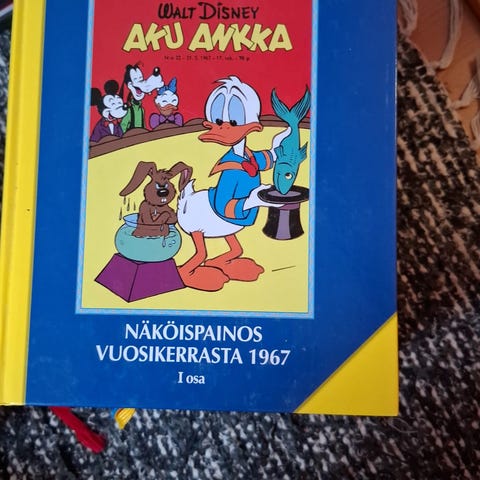 WALT DISNEY
AKU ANKKA
NÄKÖISPAINOS
VUOSIKERRASTA 1967
I osa